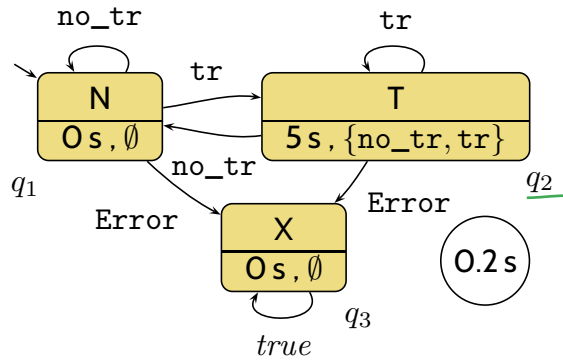 no_tr
tr
tr
N
0 s , ∅
T
5 s , {no_tr, tr}
q1
no_tr
q2
Error
Error
X
0 s , ∅
0.2 s
q3
true